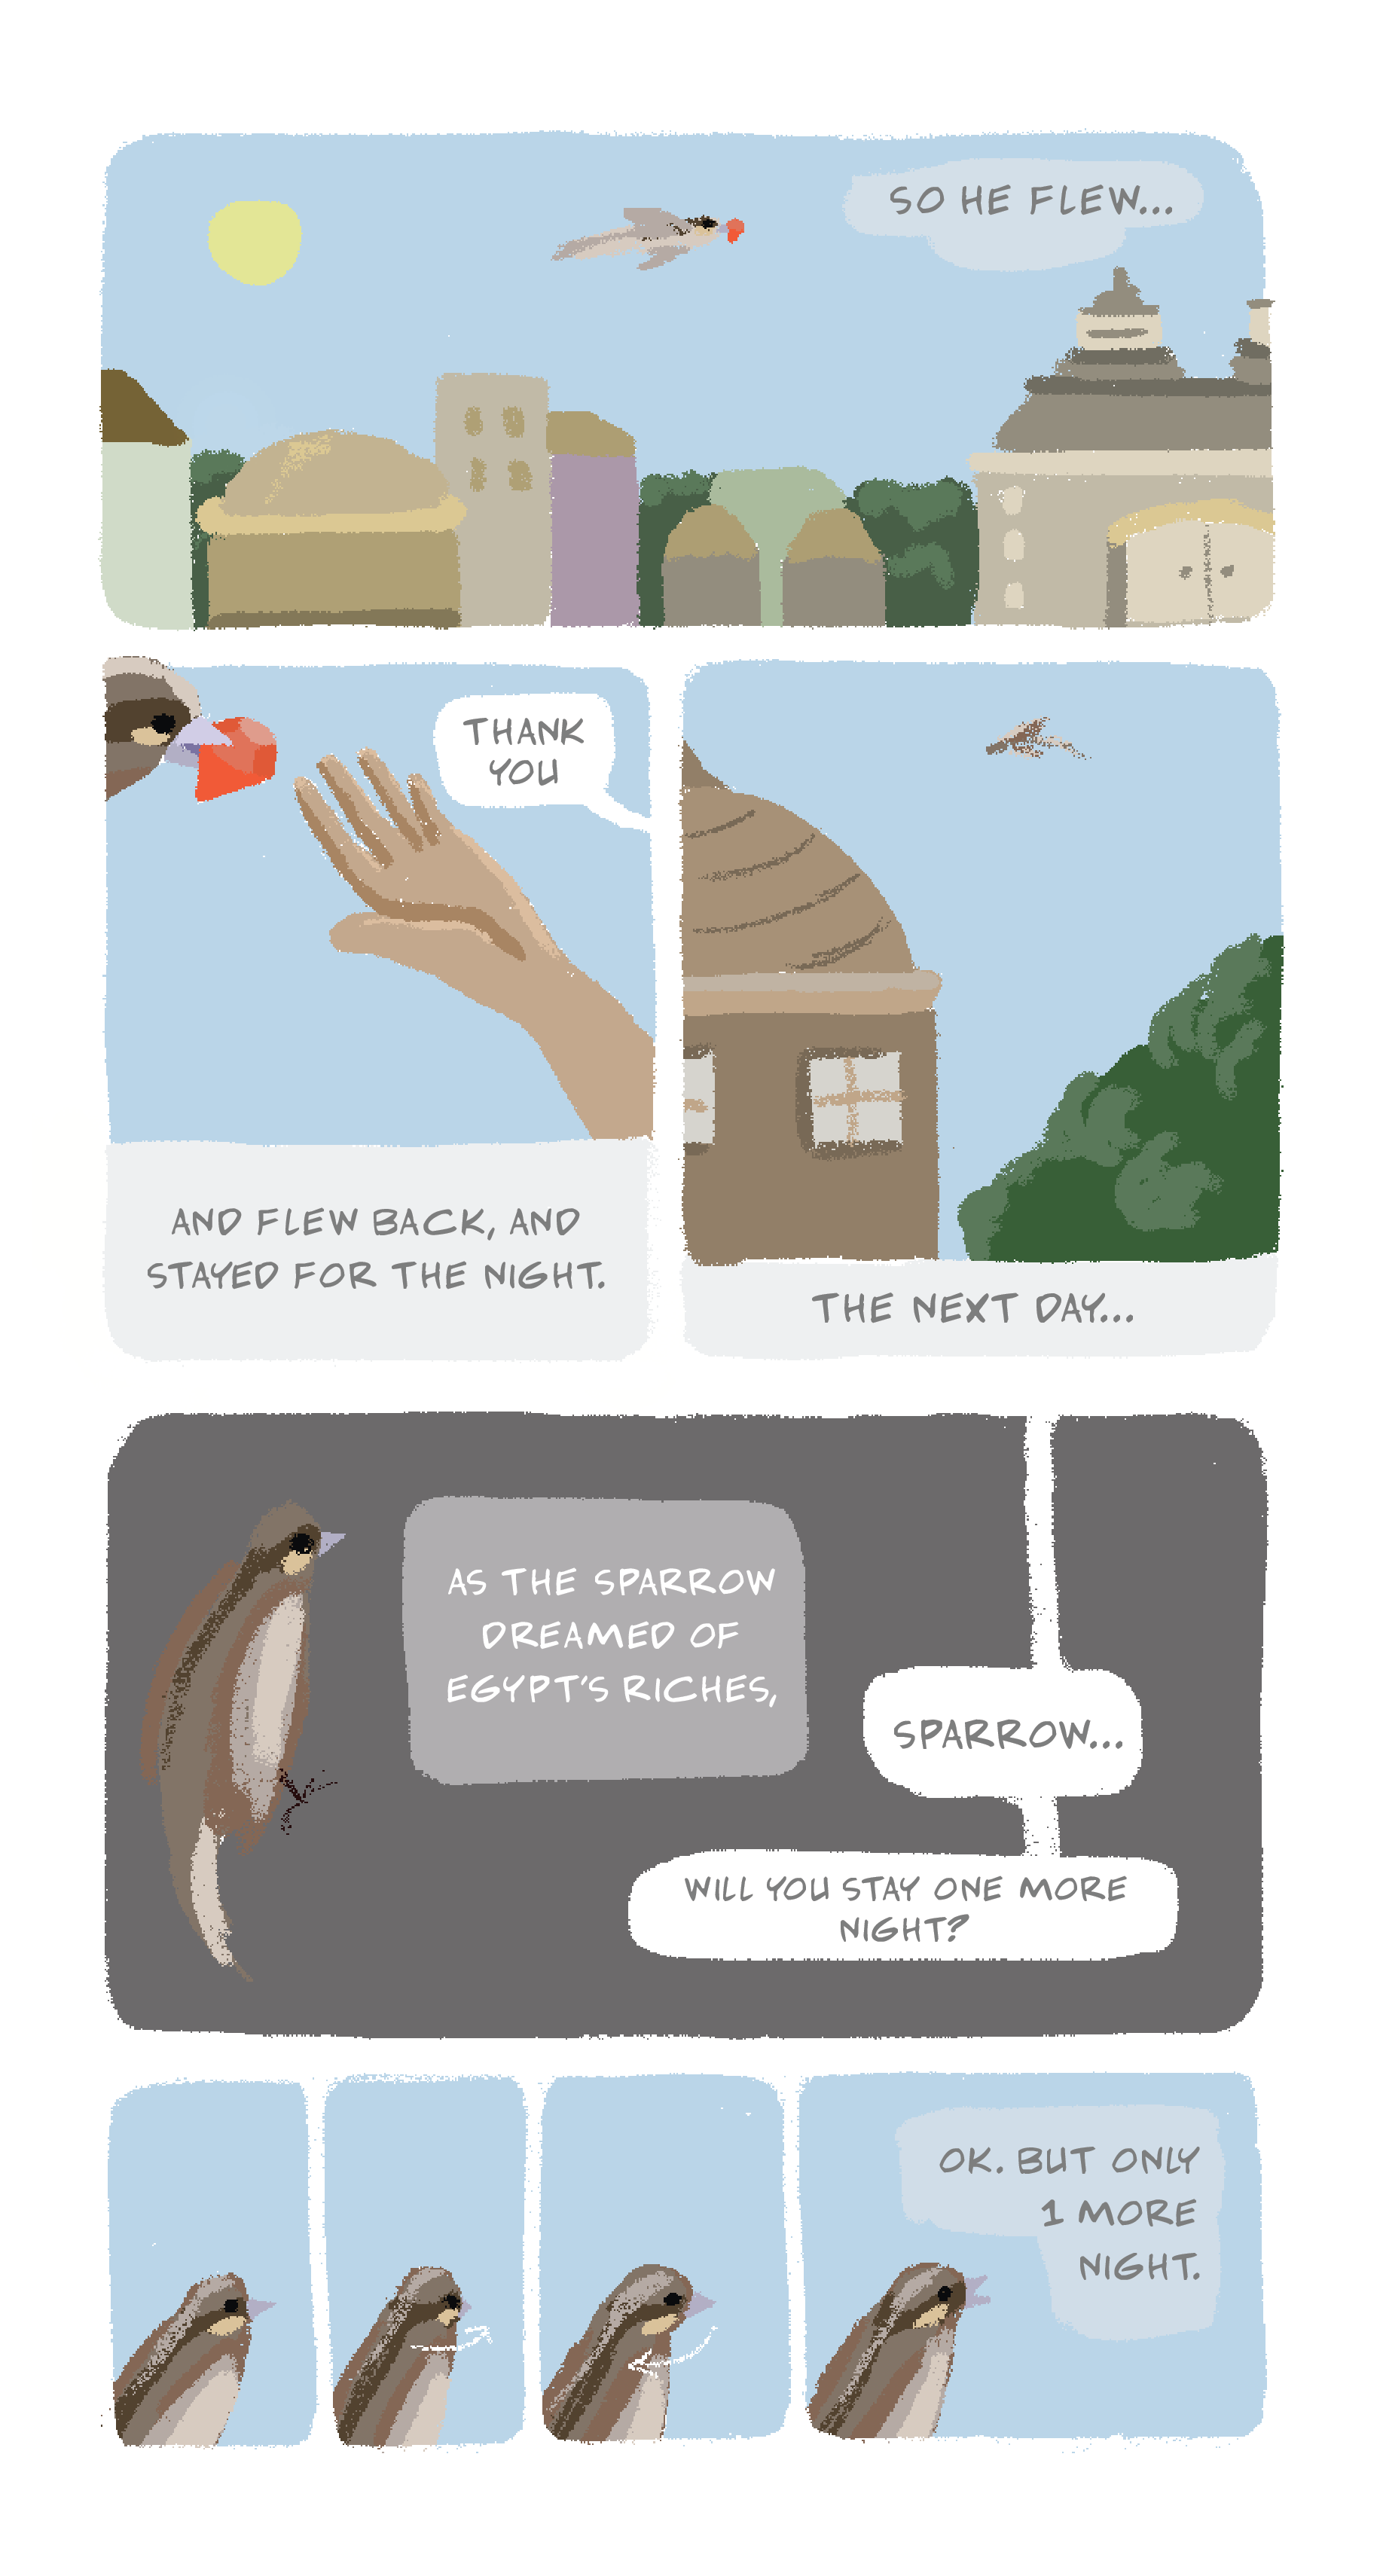 SO HE FLEW...
THANK
YOU
AND FLEW BACK, AND
STAYED FOR THE NIGHT.
THE NEXT DAY...
AS THE SPARROW
DREAMED OF
EGYPT'S RICHES,
SPARROW...
WILL YOU STAY ONE MORE
NIGHT?
OK. BUT ONLY
1 MORE
NIGHT.